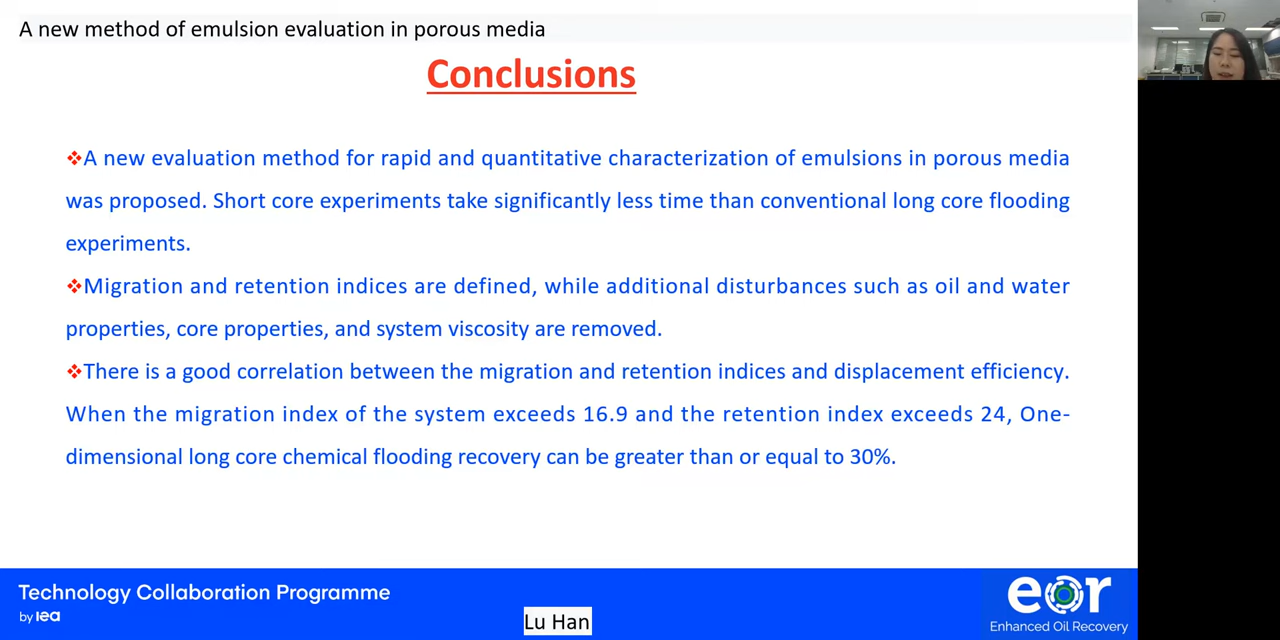 A new method of emulsion evaluation in porous media
Conclusions
❖A new evaluation method for rapid and quantitative characterization of emulsions in porous media
was proposed. Short core experiments take significantly less time than conventional long core flooding
experiments.
❖Migration and retention indices are defined, while additional disturbances such as oil and water
properties, core properties, and system viscosity are removed.
❖There is a good correlation between the migration and retention indices and displacement efficiency.
When the migration index of the system exceeds 16.9 and the retention index exceeds 24, One-
dimensional long core chemical flooding recovery can be greater than or equal to 30%.
Technology Collaboration Programme
by iea
Lu Han
eor
Enhanced Oil Recovery